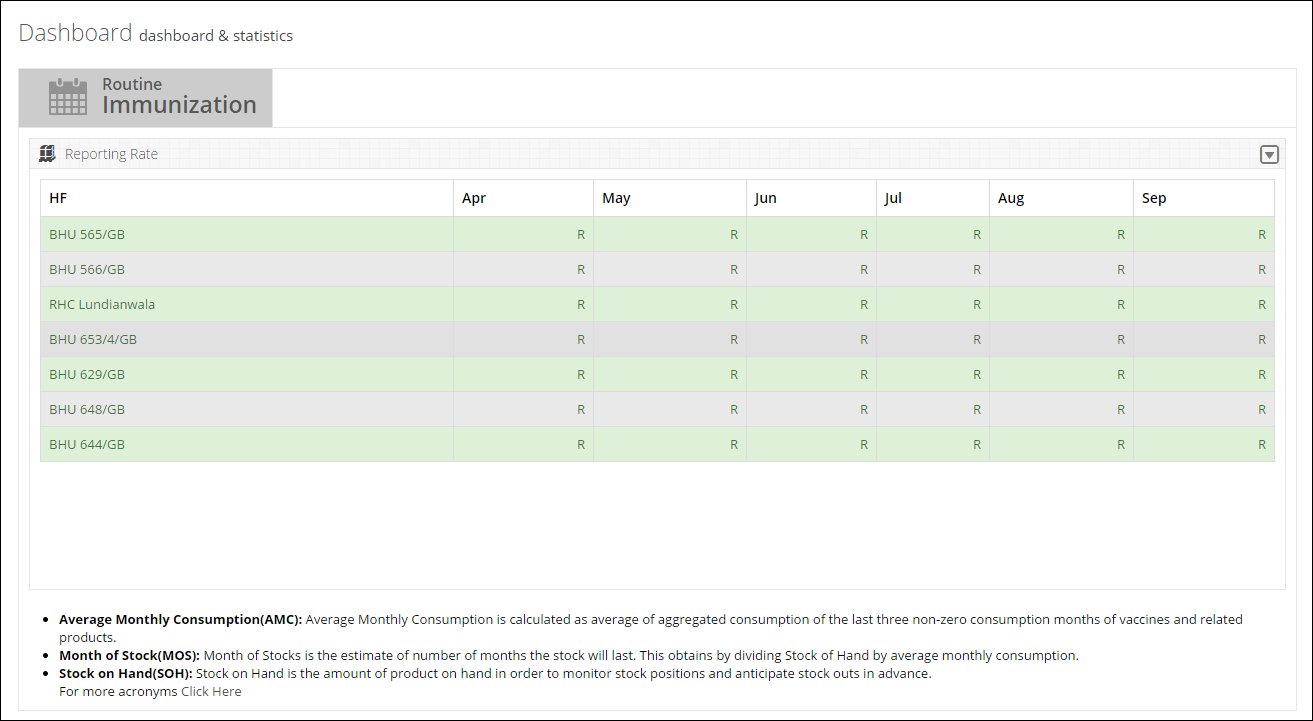 Dashboard dashboard & statistics
Routine
Immunization
Reporting Rate
HF Apr May Jun Jul Aug Sep
BHU 565/GB R R R R R R
BHU 566/GB R R R R R R
RHC Lundianwala R R R R R R
BHU 653/4/GB R R R R R R
BHU 629/GB R R R R R R
BHU 648/GB R R R R R R
BHU 644/GB R R R R R R
• Average Monthly Consumption(AMC): Average Monthly Consumption is calculated as average of aggregated consumption of the last three non-zero consumption months of vaccines and related
products.
• Month of Stock(MOS): Month of Stocks is the estimate of number of months the stock will last. This obtains by dividing Stock of Hand by average monthly consumption.
• Stock on Hand(SOH): Stock on Hand is the amount of product on hand in order to monitor stock positions and anticipate stock outs in advance.
For more acronyms Click Here